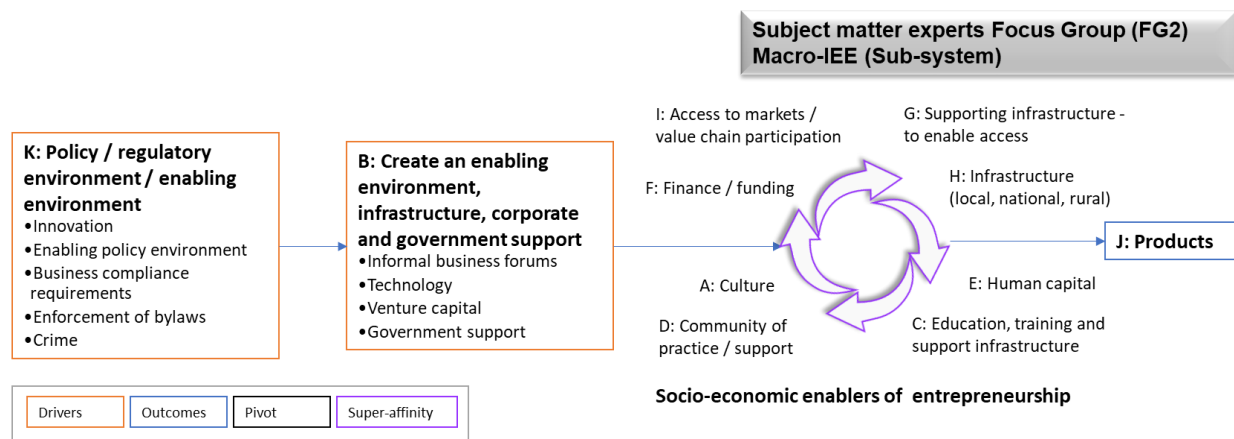 Subject matter experts Focus Group (FG2)
Macro-IEE (Sub-system)
K: Policy / regulatory
environment / enabling
environment
•Innovation
•Enabling policy environment
•Business compliance
requirements
•Enforcement of bylaws
•Crime
B: Create an enabling
environment,
infrastructure, corporate
and government support
•Informal business forums
•Technology
•Venture capital
•Government support
I: Access to markets /
value chain participation
G: Supporting infrastructure -
to enable access
F: Finance / funding
H: Infrastructure
(local, national, rural)
A: Culture
E: Human capital
D: Community of
practice / support
C: Education, training and
support infrastructure
J: Products
Socio-economic enablers of entrepreneurship
Drivers
Outcomes
Pivot
Super-affinity